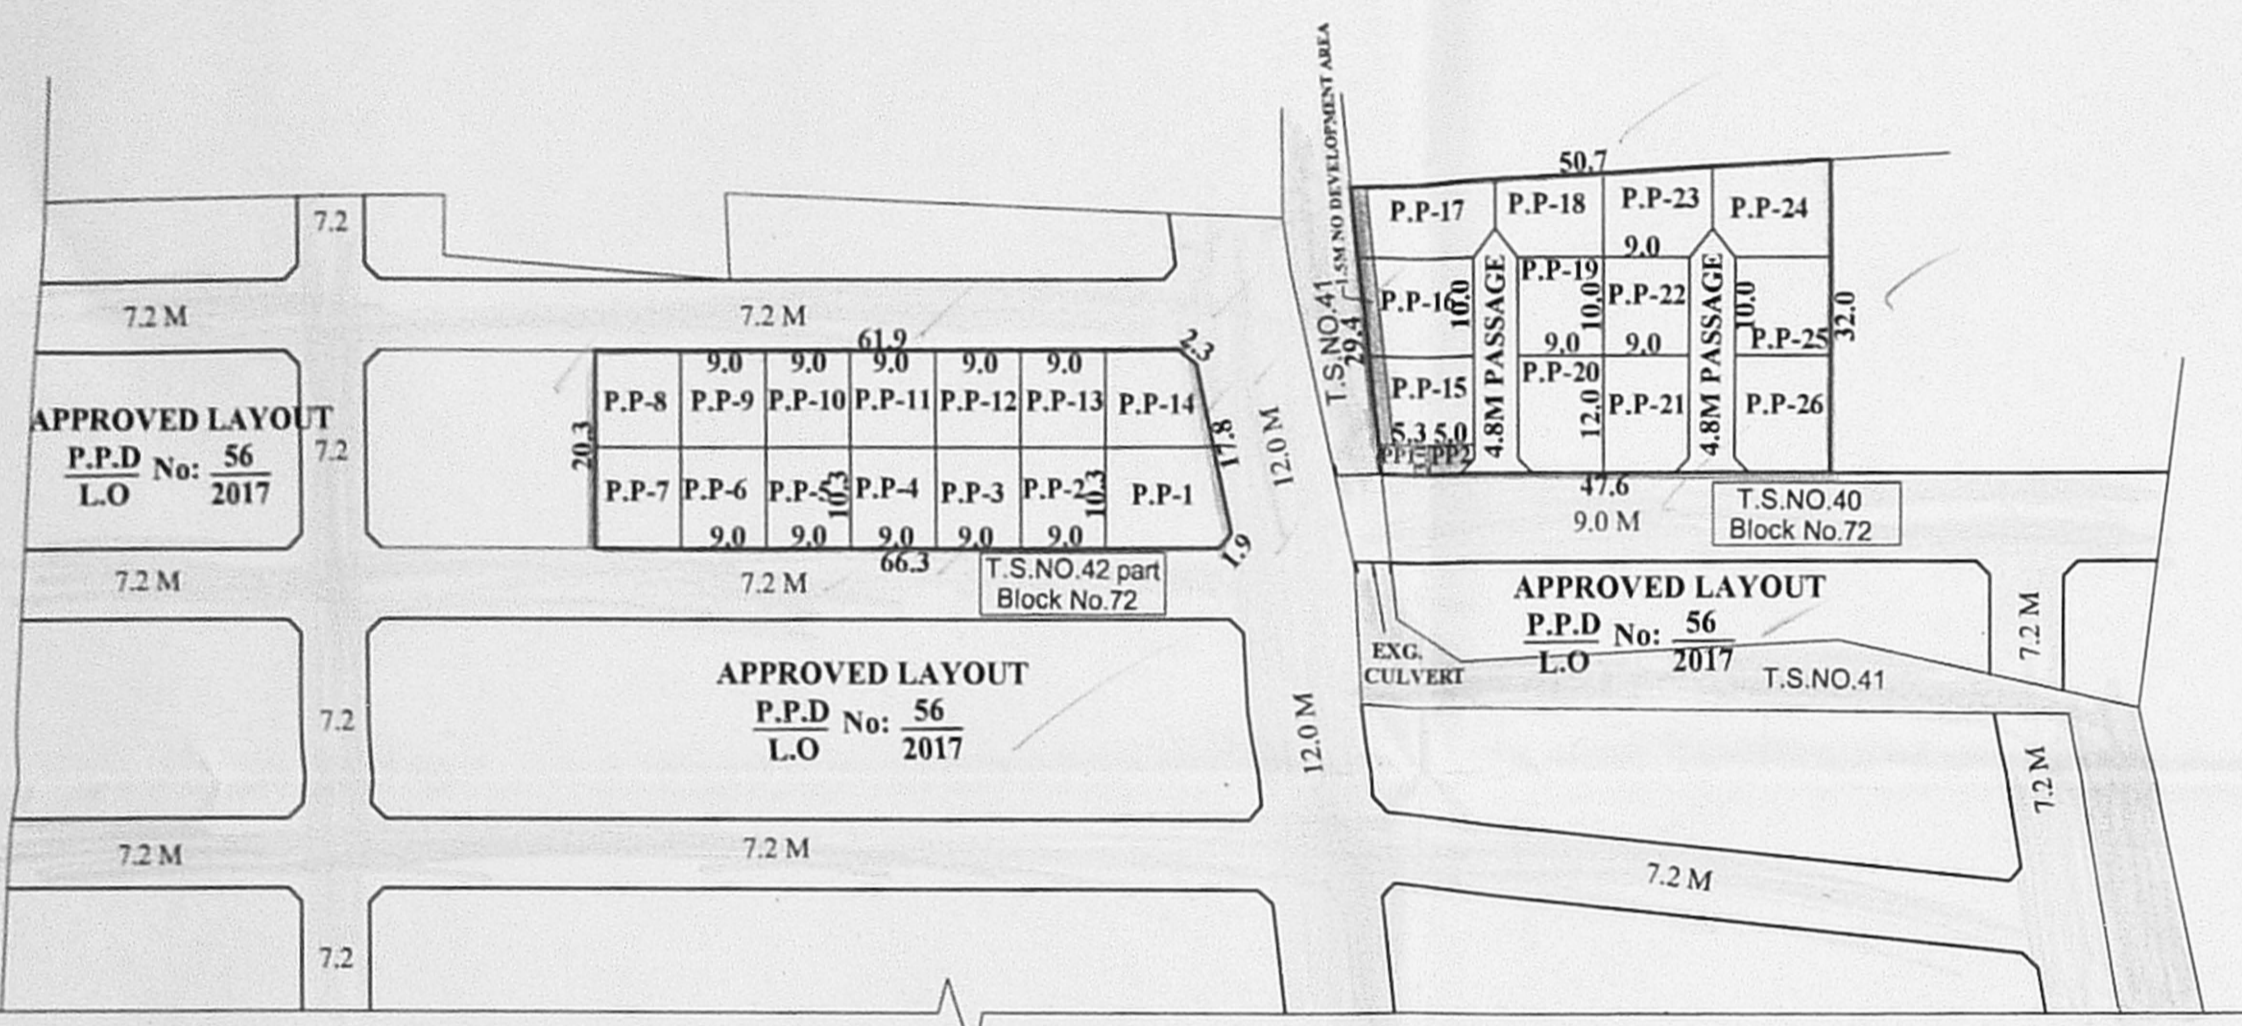 1.5M NO DEVELOPMENT AREA
T.S.NO.41
29.4
50.7
P.P-17
P.P-18
P.P-23
P.P-24
9.0
P.P-16
10.0
4.8M PASSAGE
P.P-19
10.0
P.P-22
4.8M PASSAGE
10.0
P.P-25
32.0
9.0
9.0
P.P-15
P.P-20
12.0
P.P-21
P.P-26
5.3
5.0
PP1
PP2
47.6
9.0 M
T.S.NO.40
Block No.72
7.2
7.2 M
7.2 M
61.9
2.3
9.0
9.0
9.0
9.0
9.0
P.P-8
P.P-9
P.P-10
P.P-11
P.P-12
P.P-13
P.P-14
20.3
17.8
12.0 M
P.P-7
P.P-6
P.P-5
10.3
P.P-4
P.P-3
P.P-2
10.3
P.P-1
9.0
9.0
9.0
9.0
9.0
66.3
1.9
APPROVED LAYOUT
P.P.D No: 56
L.O 2017
7.2
7.2 M
7.2 M
T.S.NO.42 part
Block No.72
APPROVED LAYOUT
P.P.D No: 56
L.O 2017
7.2 M
EXG.
CULVERT
T.S.NO.41
APPROVED LAYOUT
P.P.D No: 56
L.O 2017
7.2
12.0 M
7.2 M
7.2 M
7.2 M
7.2 M
7.2